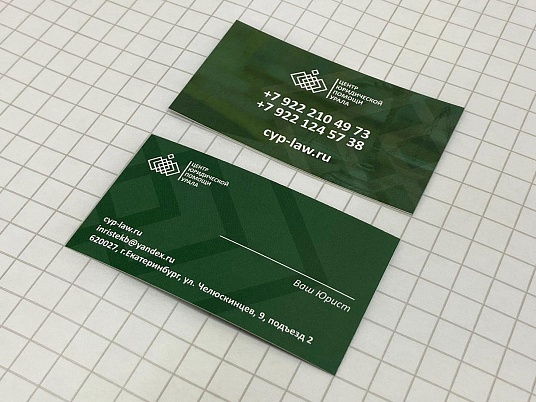 ЦЕНТР
ЮРИДИЧЕСКОЙ
ПОМОЩИ
УРАЛА
+7 922 210 49 73
+7 922 124 57 38
cyp-law.ru
ЦЕНТР
ЮРИДИЧЕСКОЙ
ПОМОЩИ
УРАЛА
cyp-law.ru
inristekb@yandex.ru
620027, г.Екатеринбург, ул. Челюскинцев, 9, подъезд 2
Ваш Юрист